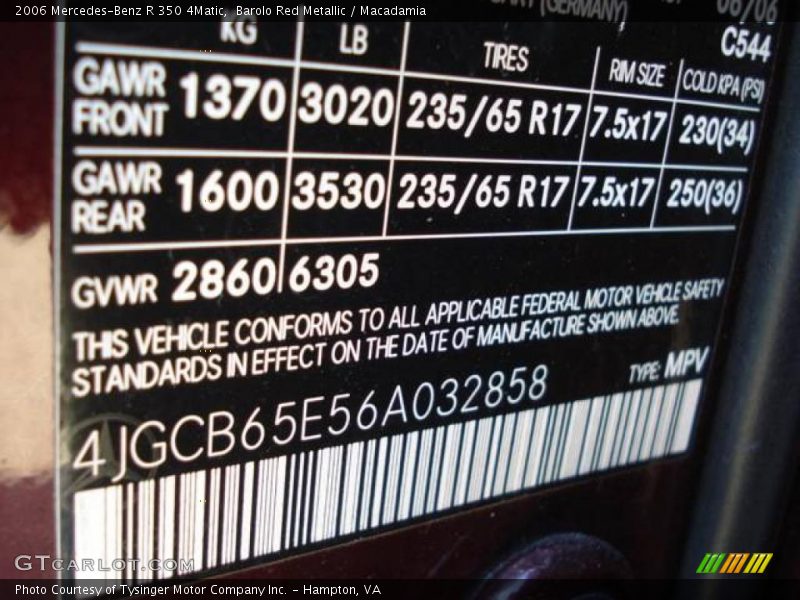 2006 Mercedes-Benz R 350 4Matic, Barolo Red Metallic / Macadamia
(GERMANY) 06/06
C544
KG LB TIRES RIM SIZE COLD KPA (PSI)
GAWR FRONT 1370 3020 235/65 R17 7.5x17 230(34)
GAWR REAR 1600 3530 235/65 R17 7.5x17 250(36)
GVWR 2860 6305
THIS VEHICLE CONFORMS TO ALL APPLICABLE FEDERAL MOTOR VEHICLE SAFETY
STANDARDS IN EFFECT ON THE DATE OF MANUFACTURE SHOWN ABOVE.
4JGCB65E56A032858 TYPE: MPV
GTcarlot.com
Photo Courtesy of Tysinger Motor Company Inc. - Hampton, VA